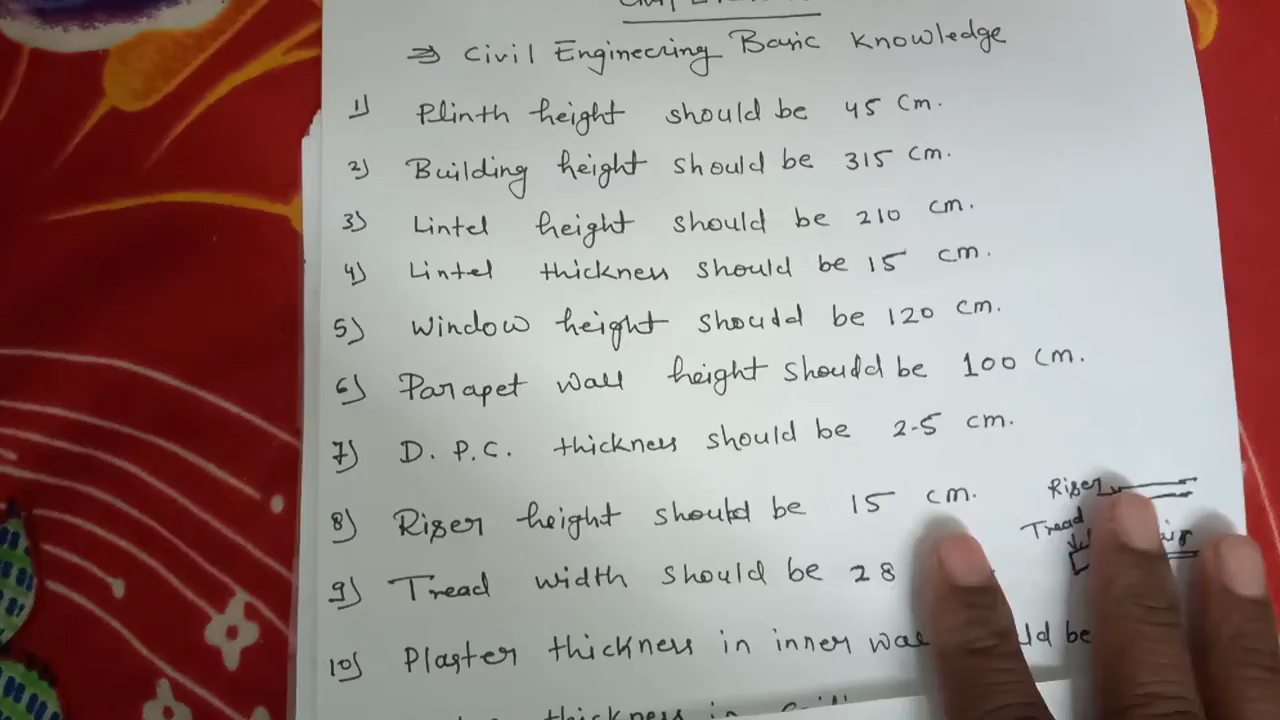 ⇒ Civil Engineering Basic Knowledge
1) Plinth height should be 45 cm.
2) Building height should be 315 cm.
3) Lintel height should be 210 cm.
4) Lintel thickness should be 15 cm.
5) Window height should be 120 cm.
6) Parapet wall height should be 100 cm.
7) D. P.C. thickness should be 2.5 cm.
8) Riser height should be 15 cm.
Riser
Tread
9) Tread width should be 28
10) Plaster thickness in inner be
thickness in